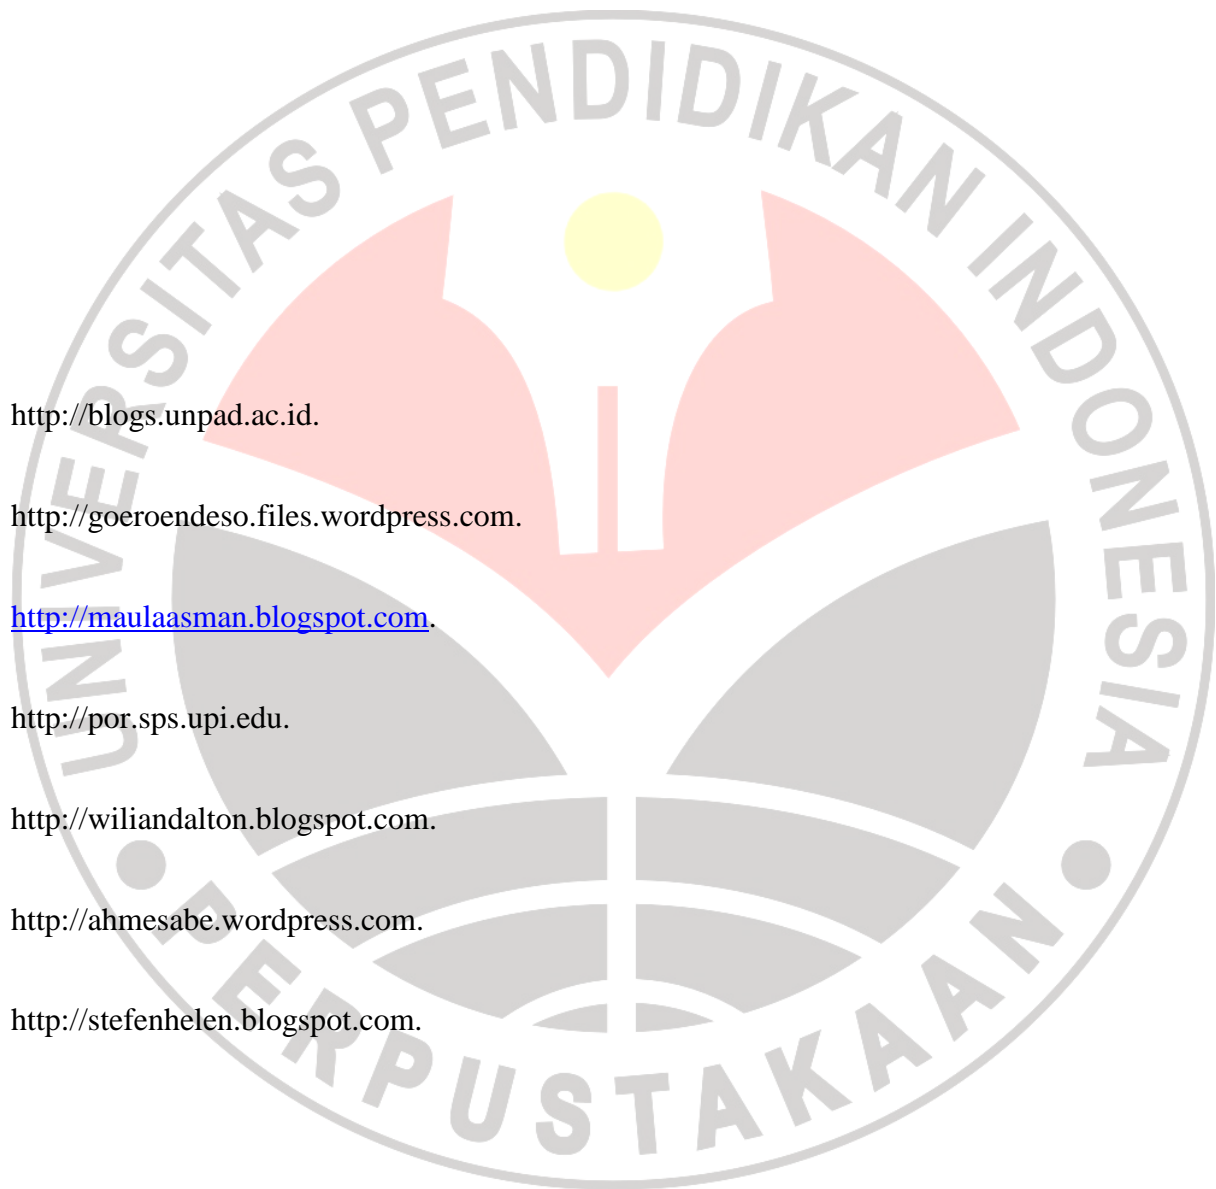 UNIVERSITAS PENDIDIKAN INDONESIA
http://blogs.unpad.ac.id.
http://goeroendeso.files.wordpress.com.
http://maulaasman.blogspot.com.
http://por.sps.upi.edu.
http://wiliandalton.blogspot.com.
http://ahmesabe.wordpress.com.
http://stefenhelen.blogspot.com.
PERPUSTAKAAN